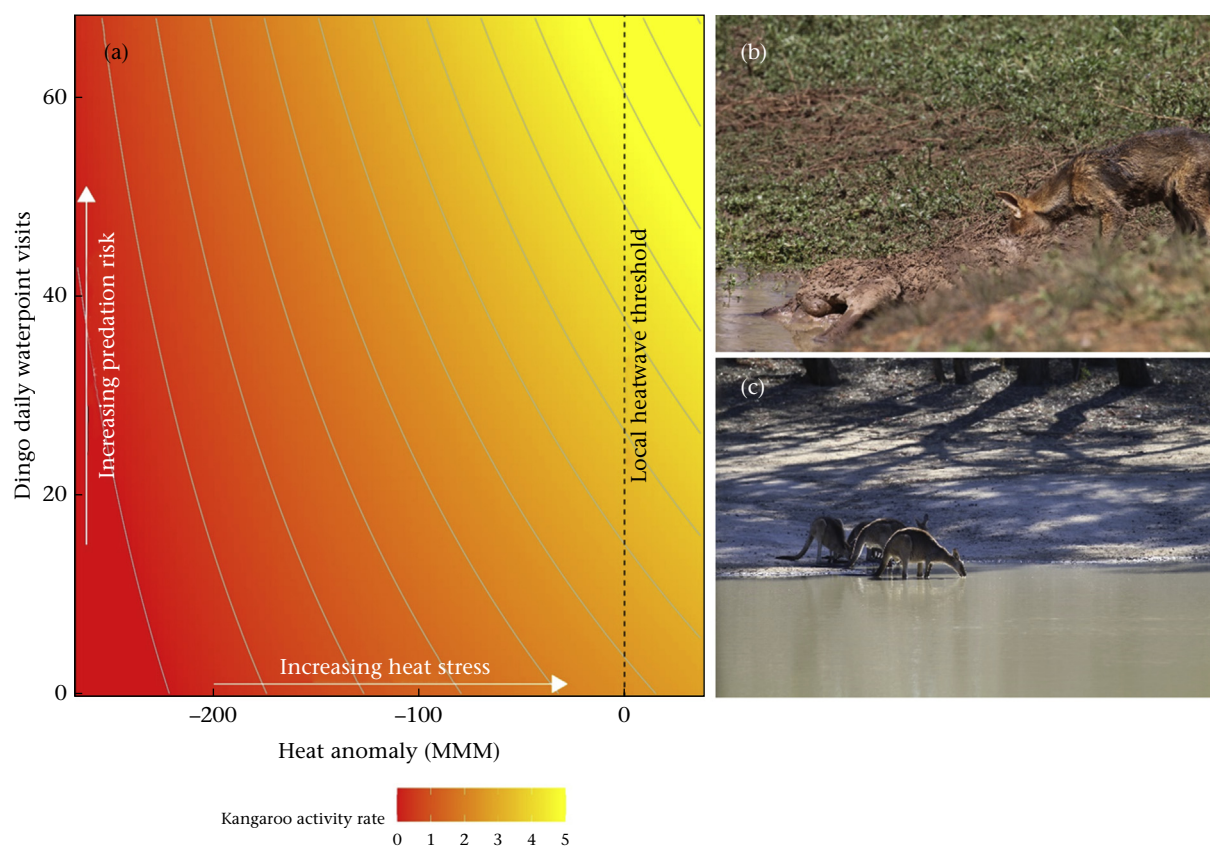 (a)
60
40
20
0
Dingo daily waterpoint visits
Increasing predation risk
Increasing heat stress
Local heatwave threshold
–200
–100
0
Heat anomaly (MMM)
Kangaroo activity rate
0 1 2 3 4 5
(b)
(c)